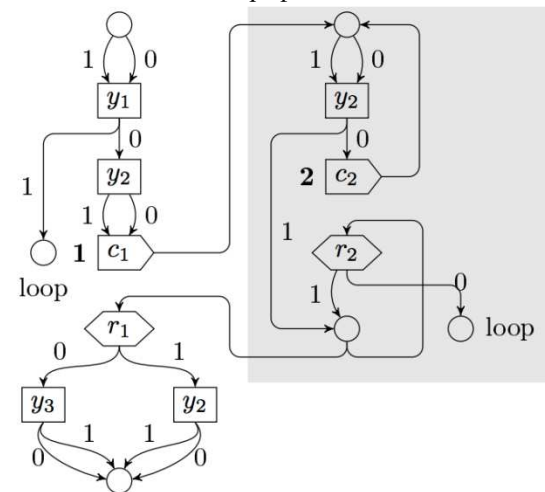 1 0 1 0
y₁ y₂
0 0
y₂ 2 c₂
1 1 0
1 c₁ 1 r₂
loop 0
1
r₁ loop
0 1
y₃ y₂
1 1
0 0